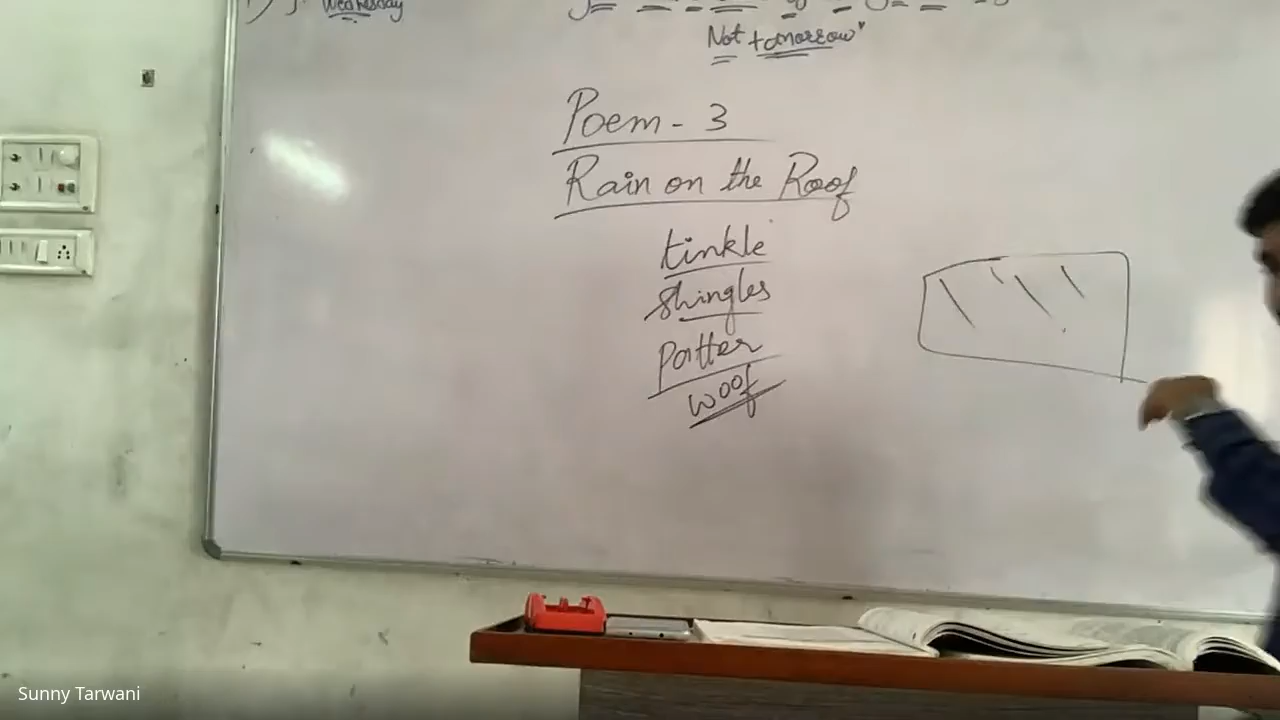 Wednesday
Not tomorrow"
Poem - 3
Rain on the Roof
tinkle
shingles
Patter
woof
Sunny Tarwani